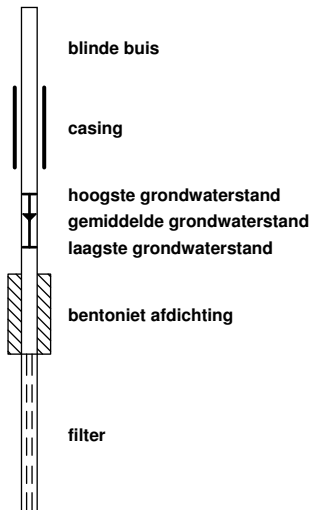 blinde buis
casing
hoogste grondwaterstand
gemiddelde grondwaterstand
laagste grondwaterstand
bentoniet afdichting
filter